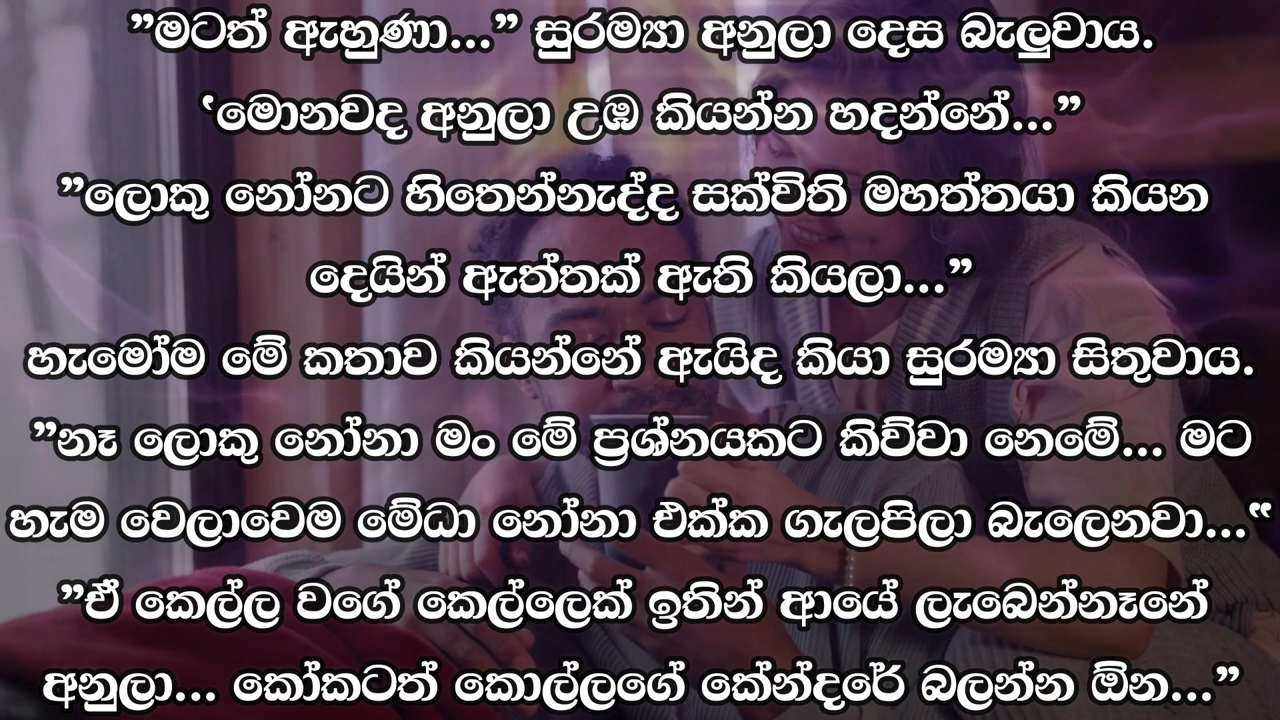 ”මටත් ඇහුණා...” සුරම්‍යා අනුලා දෙස බැලුවාය.
‘මොනවද අනුලා උඹ කියන්න හදන්නේ...”
”ලොකු නෝනට හිතෙන්නැද්ද සක්විති මහත්තයා කියන
දෙයින් ඇත්තක් ඇති කියලා...”
හැමෝම මේ කතාව කියන්නේ ඇයිද කියා සුරම්‍යා සිතුවාය.
”නෑ ලොකු නෝනා මං මේ ප්‍රශ්නයකට කිව්වා නෙමේ... මට
හැම වෙලාවෙම මේධා නෝනා එක්ක ගැලපිලා බැලෙනවා...“
”ඒ කෙල්ල වගේ කෙල්ලෙක් ඉතින් ආයේ ලැබෙන්නෑනේ
අනුලා... කෝකටත් කොල්ලගේ කේන්දරේ බලන්න ඕන...”